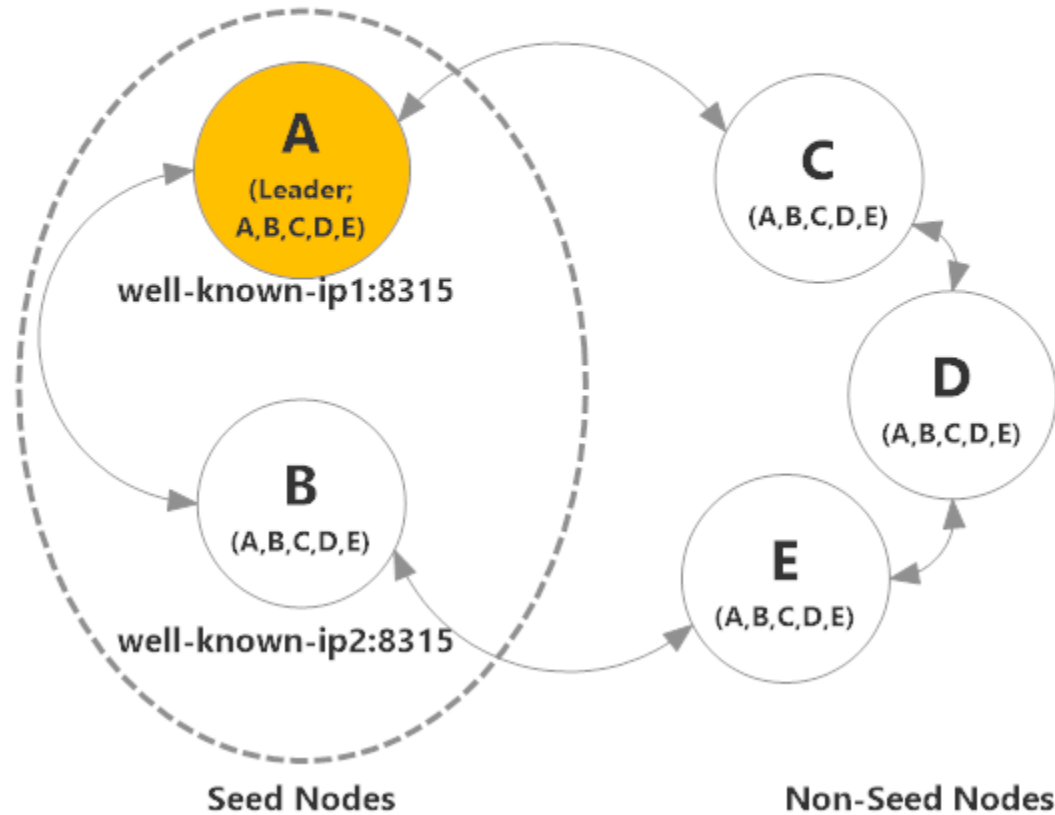 A
(Leader;
A,B,C,D,E)
well-known-ip1:8315
B
(A,B,C,D,E)
well-known-ip2:8315
C
(A,B,C,D,E)
D
(A,B,C,D,E)
E
(A,B,C,D,E)
Seed Nodes
Non-Seed Nodes